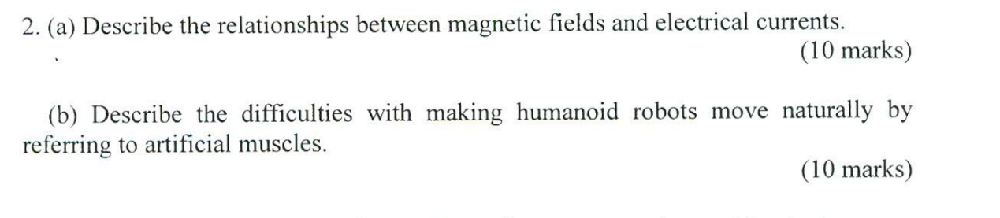 2. (a) Describe the relationships between magnetic fields and electrical currents.
(10 marks)
(b) Describe the difficulties with making humanoid robots move naturally by
referring to artificial muscles.
(10 marks)